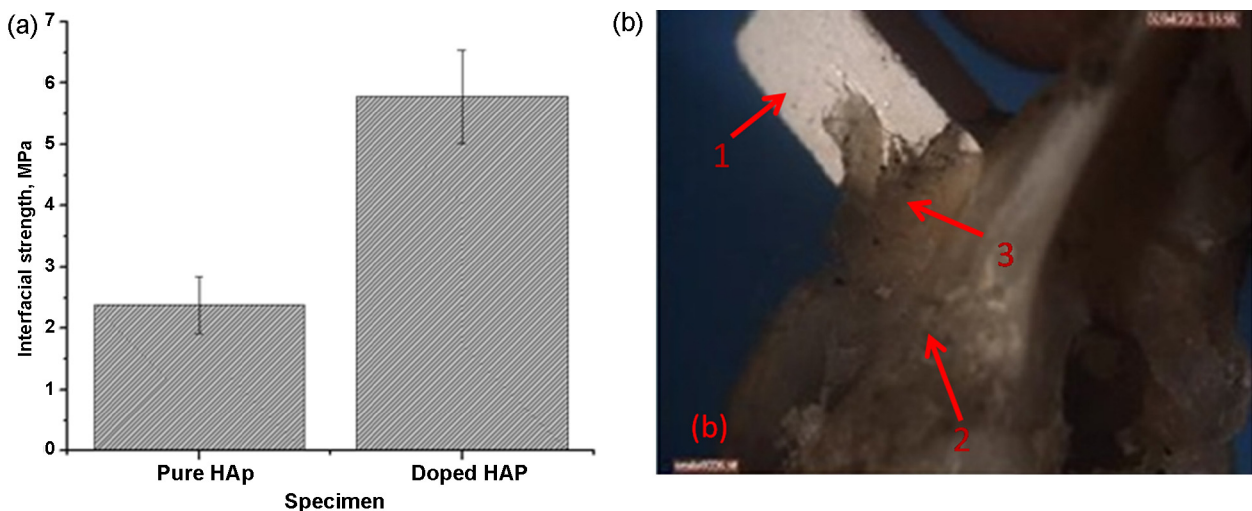 (a)
7
6
5
4
3
2
1
0
Interfacial strength, MPa
Pure HAp
Doped HAP
Specimen
(b)
1
3
2
(b)